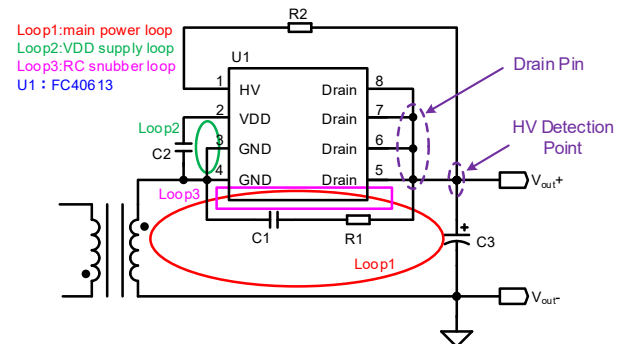 Loop1:main power loop
Loop2:VDD supply loop
Loop3:RC snubber loop
U1：FC40613
R2
U1
1 HV Drain 8
2 VDD Drain 7
3 GND Drain 6
4 GND Drain 5
Drain Pin
HV Detection
Point
Loop2
C2
Loop3
C1
R1
Loop1
+
C3
Vout+
Vout-